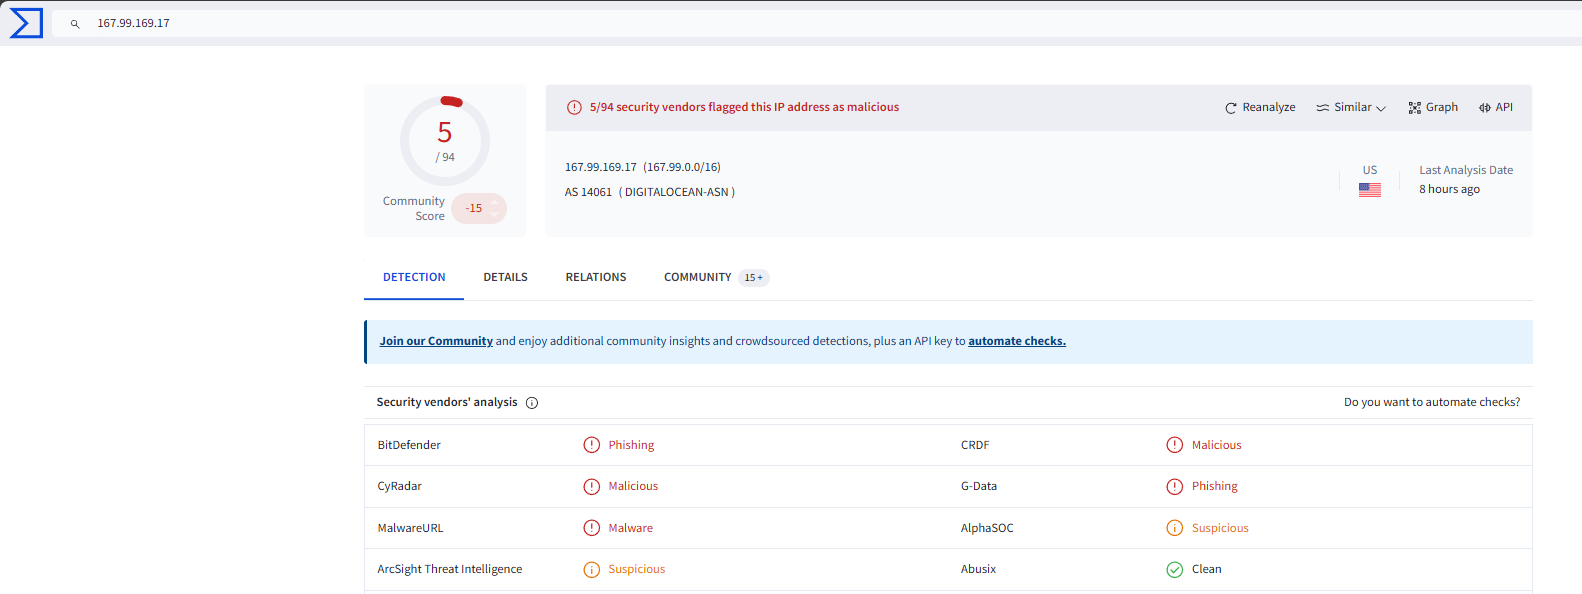 167.99.169.17
5
/ 94
Community Score
-15
5/94 security vendors flagged this IP address as malicious
Reanalyze
Similar
Graph
API
167.99.169.17 (167.99.0.0/16)
AS 14061 ( DIGITALOCEAN-ASN )
US
Last Analysis Date
8 hours ago
DETECTION
DETAILS
RELATIONS
COMMUNITY 15+
Join our Community and enjoy additional community insights and crowdsourced detections, plus an API key to automate checks.
Security vendors' analysis
Do you want to automate checks?
BitDefender Phishing CRDF Malicious
CyRadar Malicious G-Data Phishing
MalwareURL Malware AlphaSOC Suspicious
ArcSight Threat Intelligence Suspicious Abusix Clean